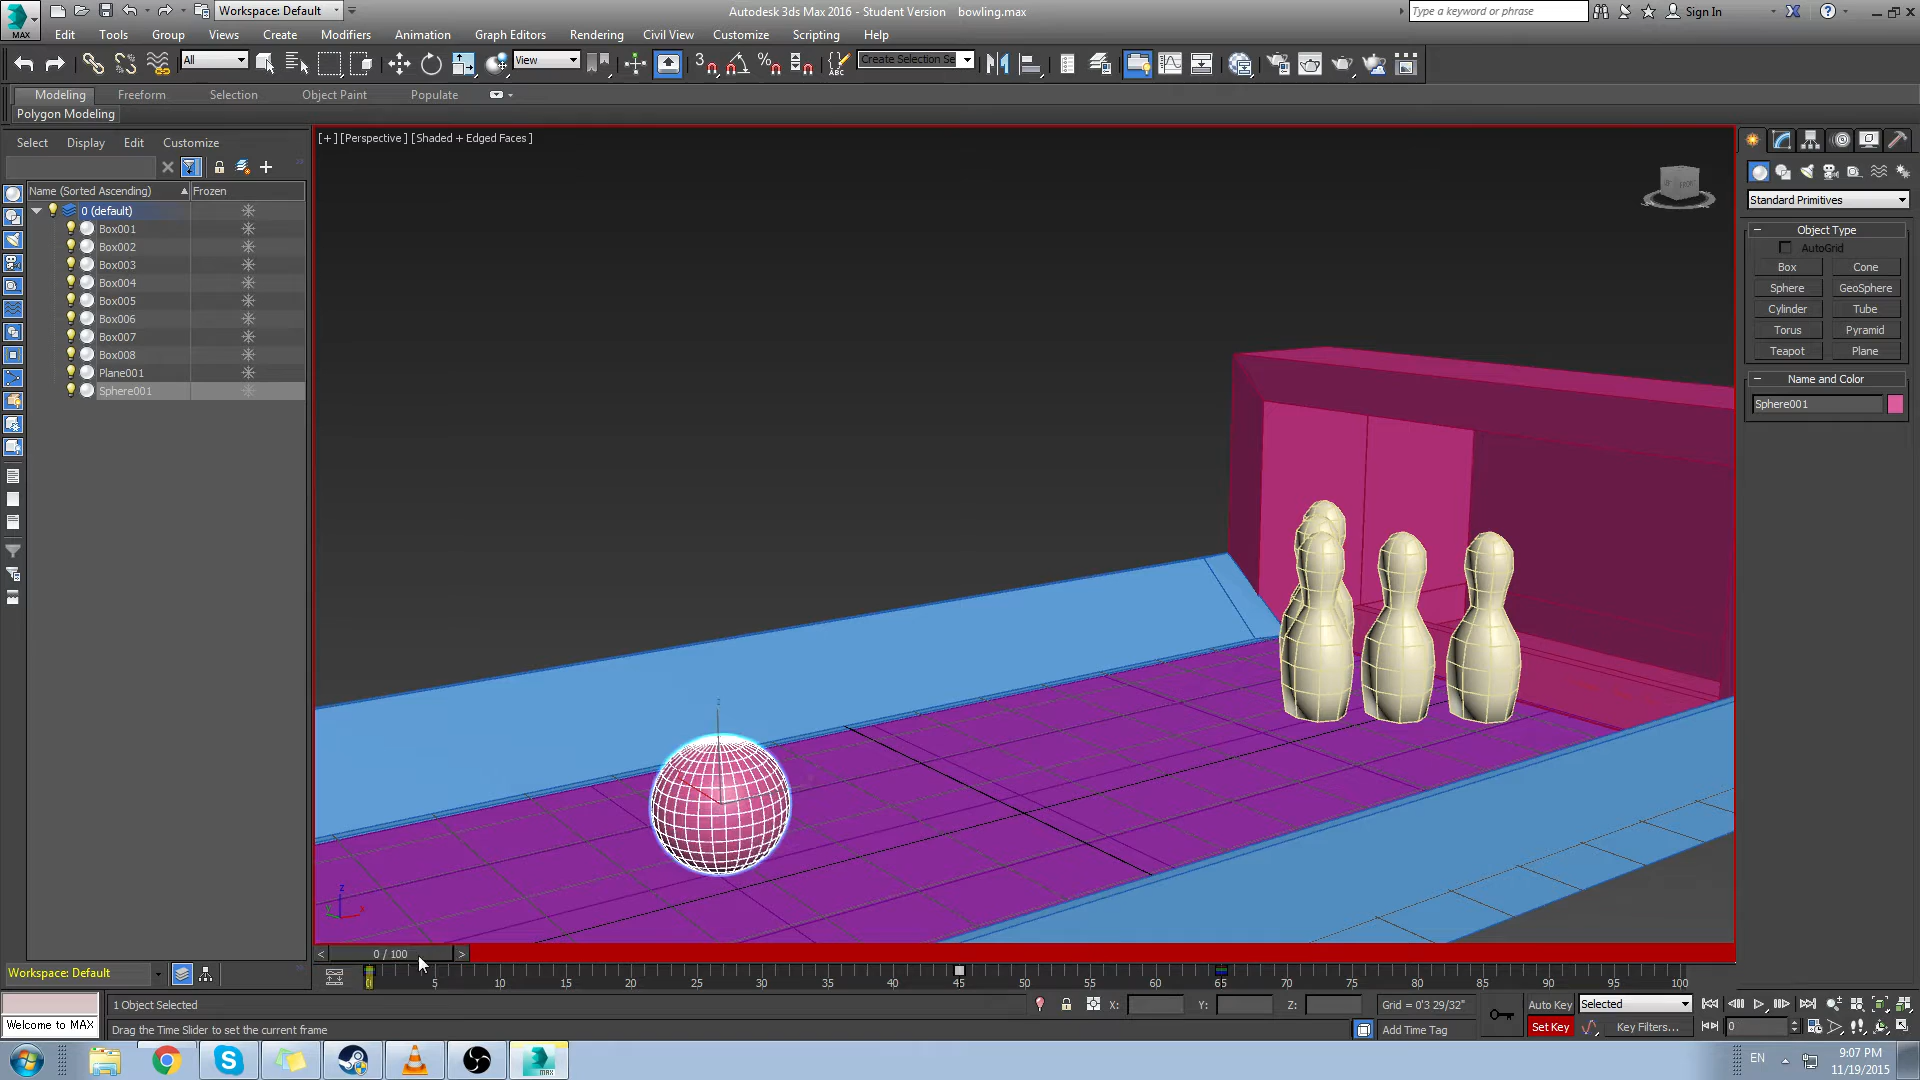 Workspace: Default
Autodesk 3ds Max 2016 - Student Version    bowling.max
Type a keyword or phrase
Sign In
MAX
Edit
Tools
Group
Views
Create
Modifiers
Animation
Graph Editors
Rendering
Civil View
Customize
Scripting
Help
All
View
3
Create Selection Se
ABC
Modeling
Freeform
Selection
Object Paint
Populate
Polygon Modeling
Select
Display
Edit
Customize
[+] [Perspective] [Shaded + Edged Faces]
FRONT
Name (Sorted Ascending)
Frozen
0 (default)
Box001
Box002
Box003
Box004
Box005
Box006
Box007
Box008
Plane001
Sphere001
Standard Primitives
Object Type
AutoGrid
Box
Cone
Sphere
GeoSphere
Cylinder
Tube
Torus
Pyramid
Teapot
Plane
Name and Color
Sphere001
z
z
x
< 0 / 100 >
Workspace: Default
0 5 10 15 20 25 30 35 40 45 50 55 60 65 70 75 80 85 90 95 100
1 Object Selected
X:
Y:
Z:
Grid = 0'3 29/32"
Auto Key
Selected
Welcome to MAX
Drag the Time Slider to set the current frame
Add Time Tag
Set Key
Key Filters...
0
EN
9:07 PM
11/19/2015